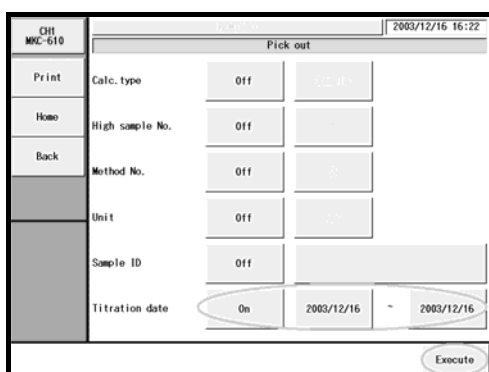 CH1
MKC-610
2003/12/16 16:22
Pick out
Print
Home
Back
Calc.type Off
High sample No. Off
Method No. Off
Unit Off
Sample ID Off
Titration date On 2003/12/16 ~ 2003/12/16
Execute